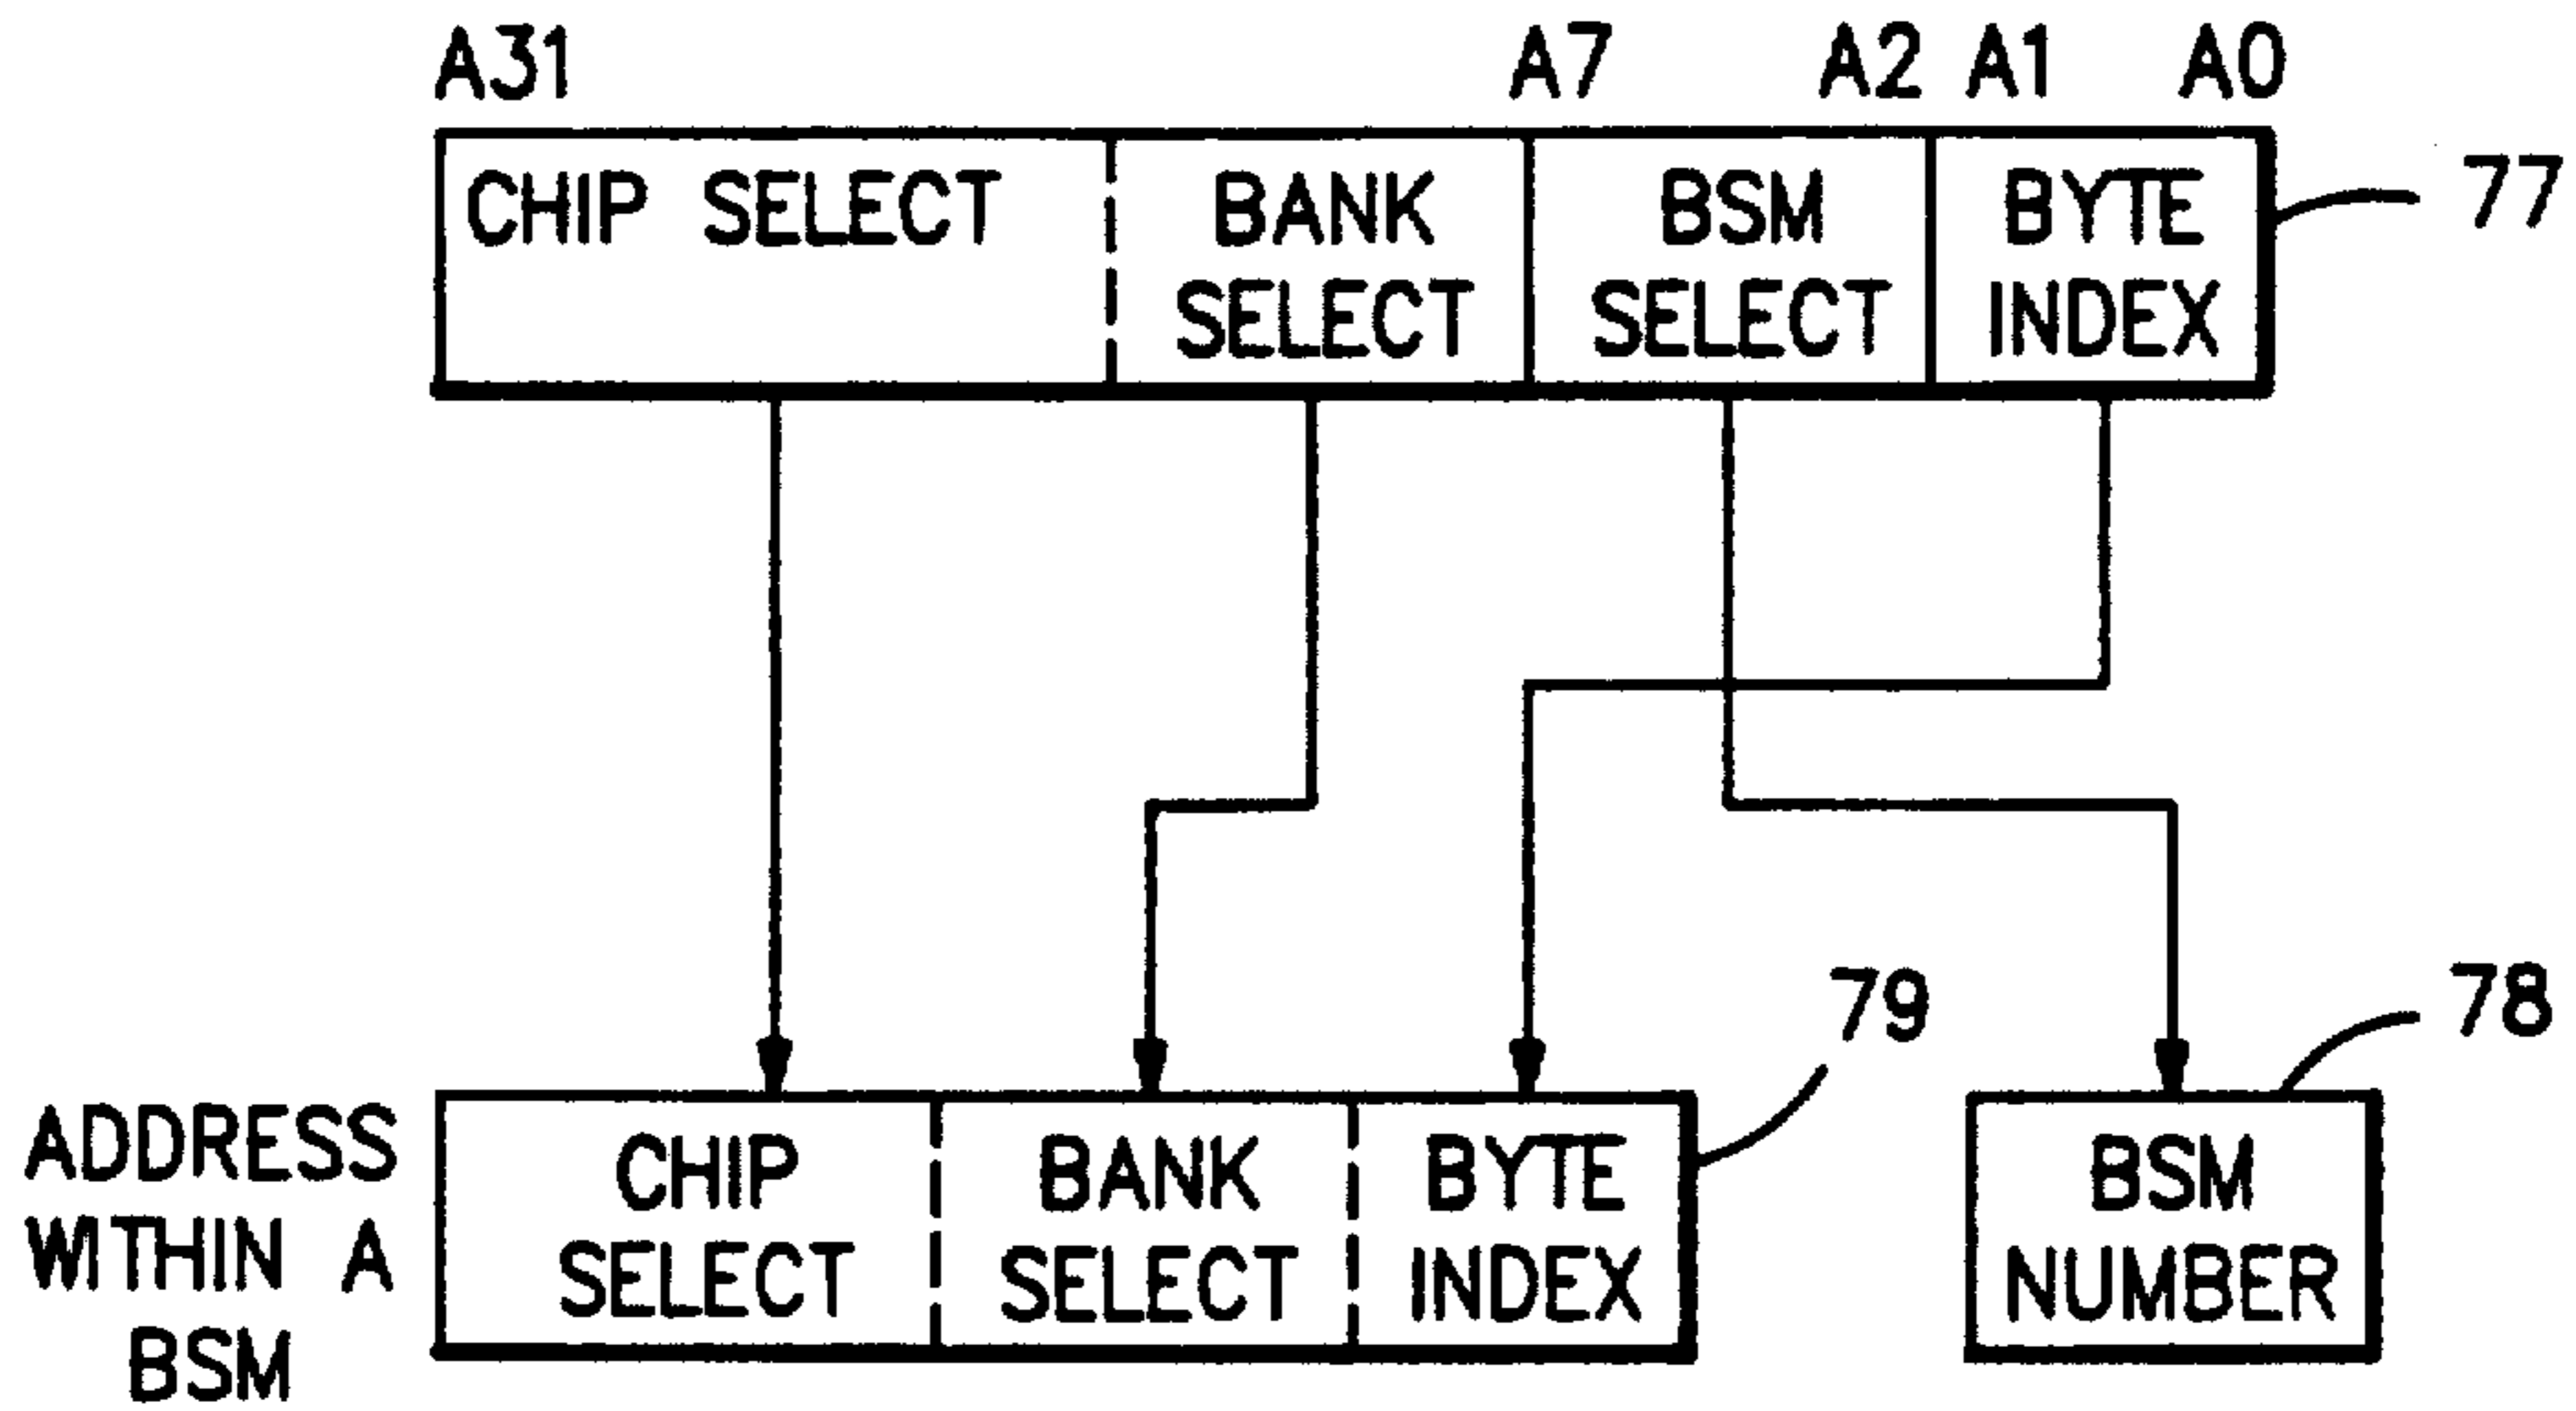 A31 A7 A2 A1 A0
CHIP SELECT BANK BSM BYTE 77
SELECT SELECT INDEX
79 78
ADDRESS CHIP BANK BYTE BSM
WITHIN A SELECT SELECT INDEX NUMBER
BSM